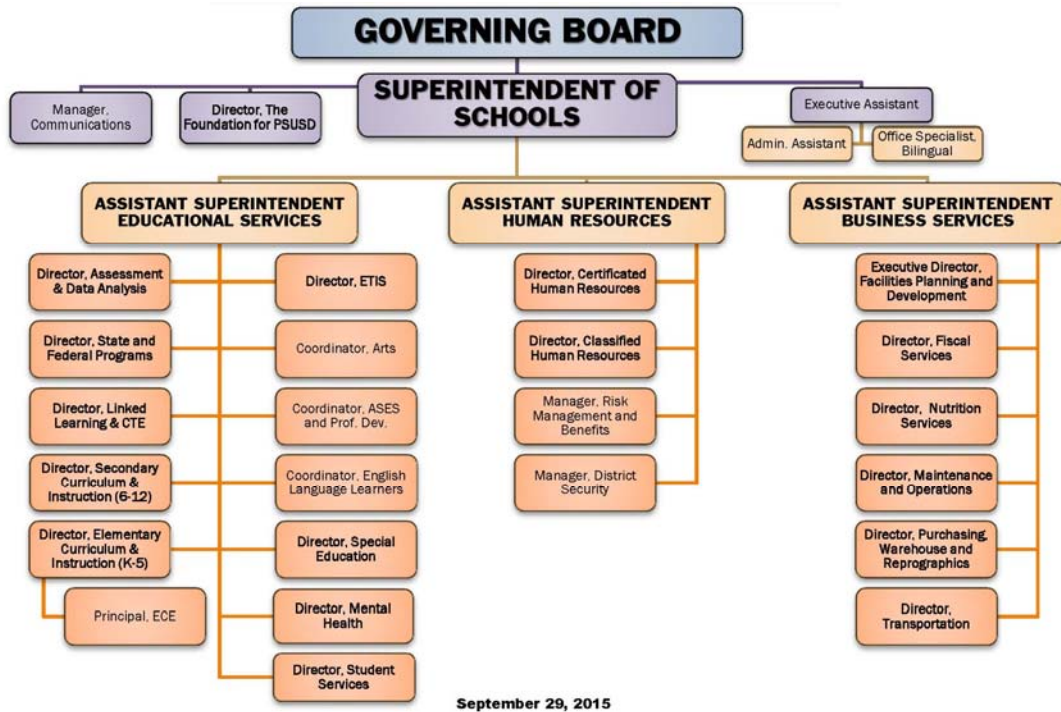 GOVERNING BOARD
SUPERINTENDENT OF
SCHOOLS
Manager,
Communications
Director, The
Foundation for PSUSD
Executive Assistant
Admin. Assistant
Office Specialist,
Bilingual
ASSISTANT SUPERINTENDENT
EDUCATIONAL SERVICES
Director, Assessment
& Data Analysis
Director, State and
Federal Programs
Director, Linked
Learning & CTE
Director, Secondary
Curriculum &
Instruction (6-12)
Director, Elementary
Curriculum &
Instruction (K-5)
Principal, ECE
Director, ETIS
Coordinator, Arts
Coordinator, ASES
and Prof. Dev.
Coordinator, English
Language Learners
Director, Special
Education
Director, Mental
Health
Director, Student
Services
ASSISTANT SUPERINTENDENT
HUMAN RESOURCES
Director, Certificated
Human Resources
Director, Classified
Human Resources
Manager, Risk
Management and
Benefits
Manager, District
Security
ASSISTANT SUPERINTENDENT
BUSINESS SERVICES
Executive Director,
Facilities Planning and
Development
Director, Fiscal
Services
Director, Nutrition
Services
Director, Maintenance
and Operations
Director, Purchasing,
Warehouse and
Reprographics
Director,
Transportation
September 29, 2015